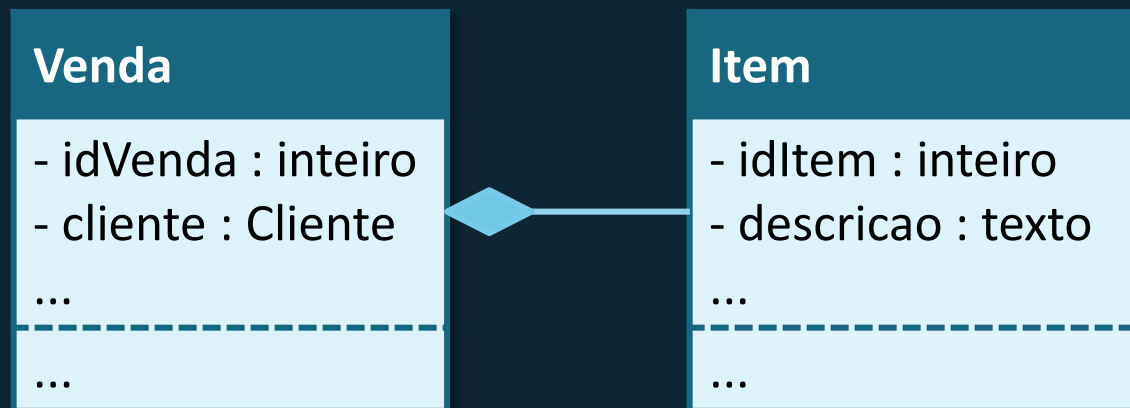 Venda
- idVenda : inteiro
- cliente : Cliente
...
...
Item
- idItem : inteiro
- descricao : texto
...
...